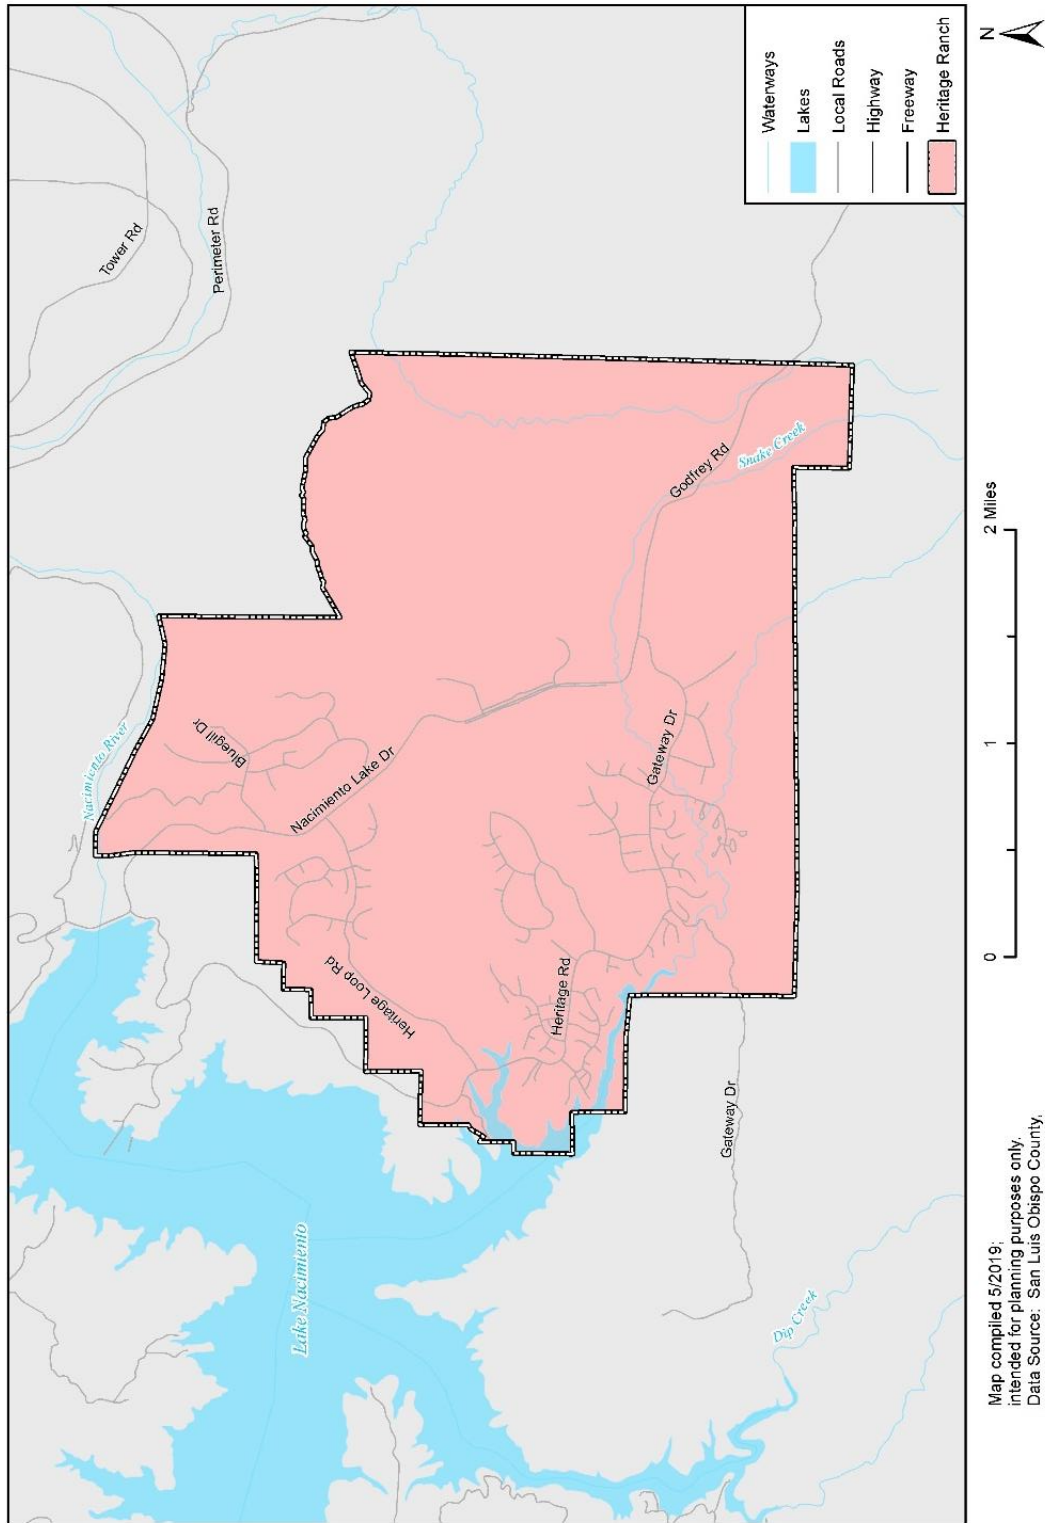 Nacimiento River
Tower Rd
Perimeter Rd
Bluegill Dr
Nacimiento Lake Dr
Heritage Loop Rd
Lake Nacimiento
Heritage Rd
Gateway Dr
Godfrey Rd
Snake Creek
Gateway Dr
Dip Creek
Waterways
Lakes
Local Roads
Highway
Freeway
Heritage Ranch
N
0 1 2 Miles
Map compiled 5/2019;
intended for planning purposes only.
Data Source: San Luis Obispo County,